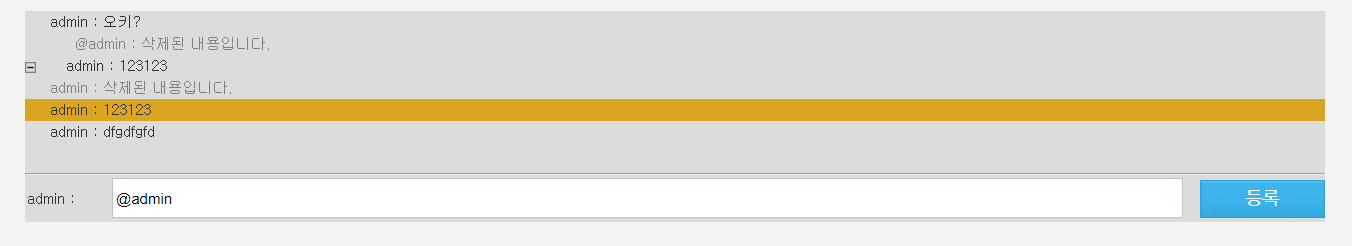 admin : 오키?
@admin : 삭제된 내용입니다.
admin : 123123
admin : 삭제된 내용입니다.
admin : 123123
admin : dfgdfgfd
admin : @admin 등록